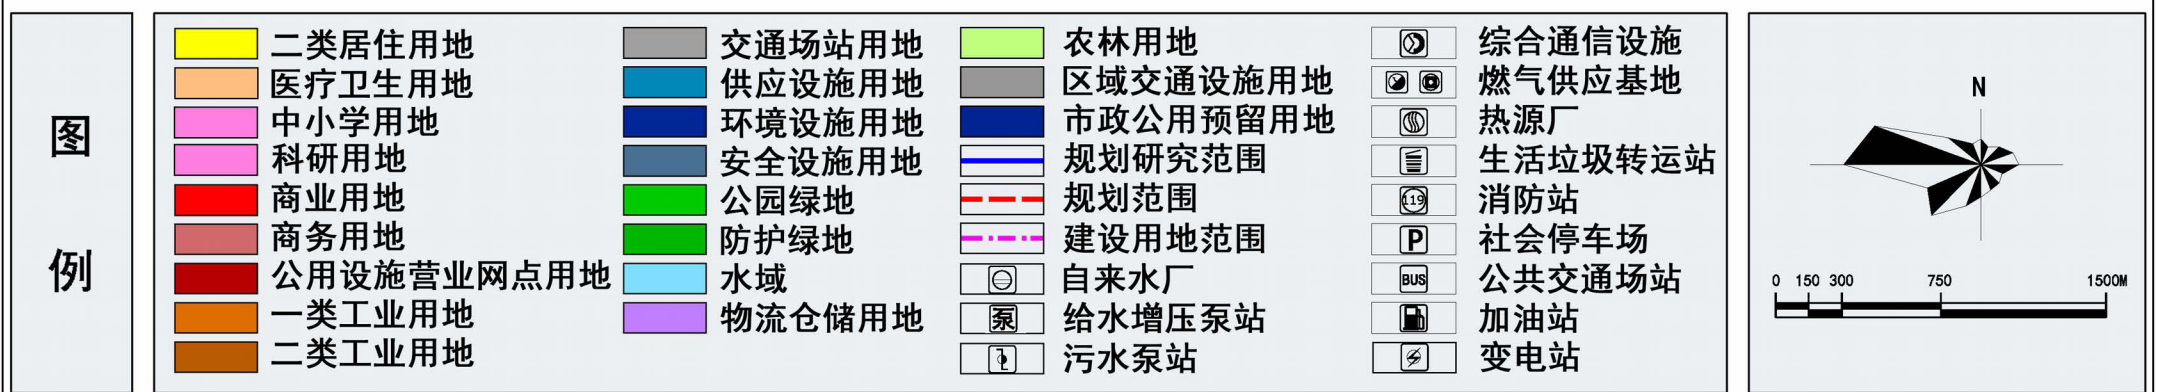 图例
二类居住用地
医疗卫生用地
中小学用地
科研用地
商业用地
商务用地
公用设施营业网点用地
一类工业用地
二类工业用地
交通场站用地
供应设施用地
环境设施用地
安全设施用地
公园绿地
防护绿地
水域
物流仓储用地
农林用地
区域交通设施用地
市政公用预留用地
规划研究范围
规划范围
建设用地范围
自来水厂
泵 给水增压泵站
污水泵站
综合通信设施
燃气供应基地
热源厂
生活垃圾转运站
119 消防站
P 社会停车场
BUS 公共交通场站
加油站
变电站
N
0 150 300 750 1500M